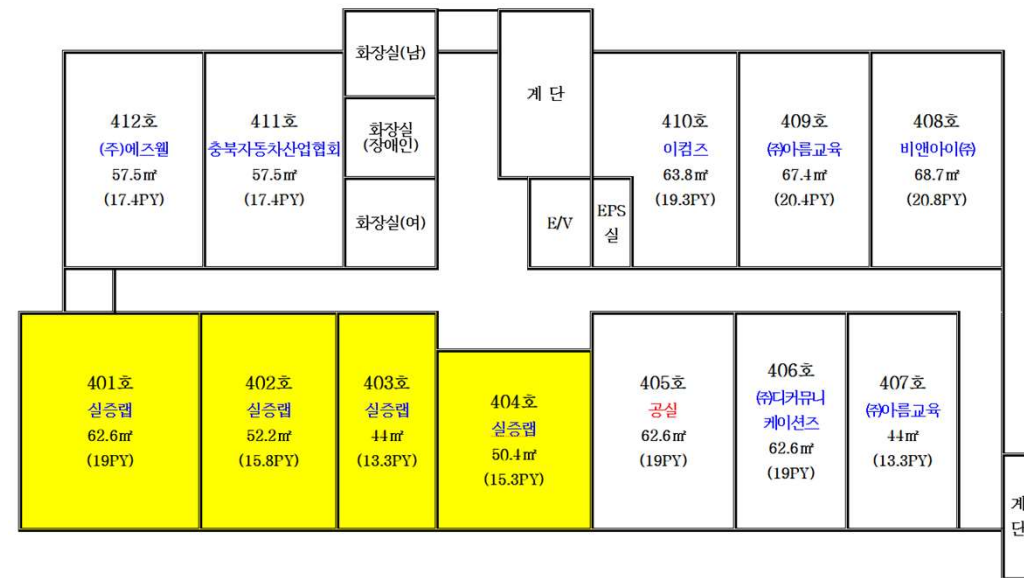 화장실(남)
화장실
(장애인)
화장실(여)
계 단
E/V
EPS
실
412호
(주)에즈웰
57.5㎡
(17.4PY)
411호
충북자동차산업협회
57.5㎡
(17.4PY)
410호
이컴즈
63.8㎡
(19.3PY)
409호
㈜아름교육
67.4㎡
(20.4PY)
408호
비앤아이㈜
68.7㎡
(20.8PY)
401호
실증랩
62.6㎡
(19PY)
402호
실증랩
52.2㎡
(15.8PY)
403호
실증랩
44㎡
(13.3PY)
404호
실증랩
50.4㎡
(15.3PY)
405호
공실
62.6㎡
(19PY)
406호
㈜디커뮤니
케이션즈
62.6㎡
(19PY)
407호
㈜아름교육
44㎡
(13.3PY)
계
단